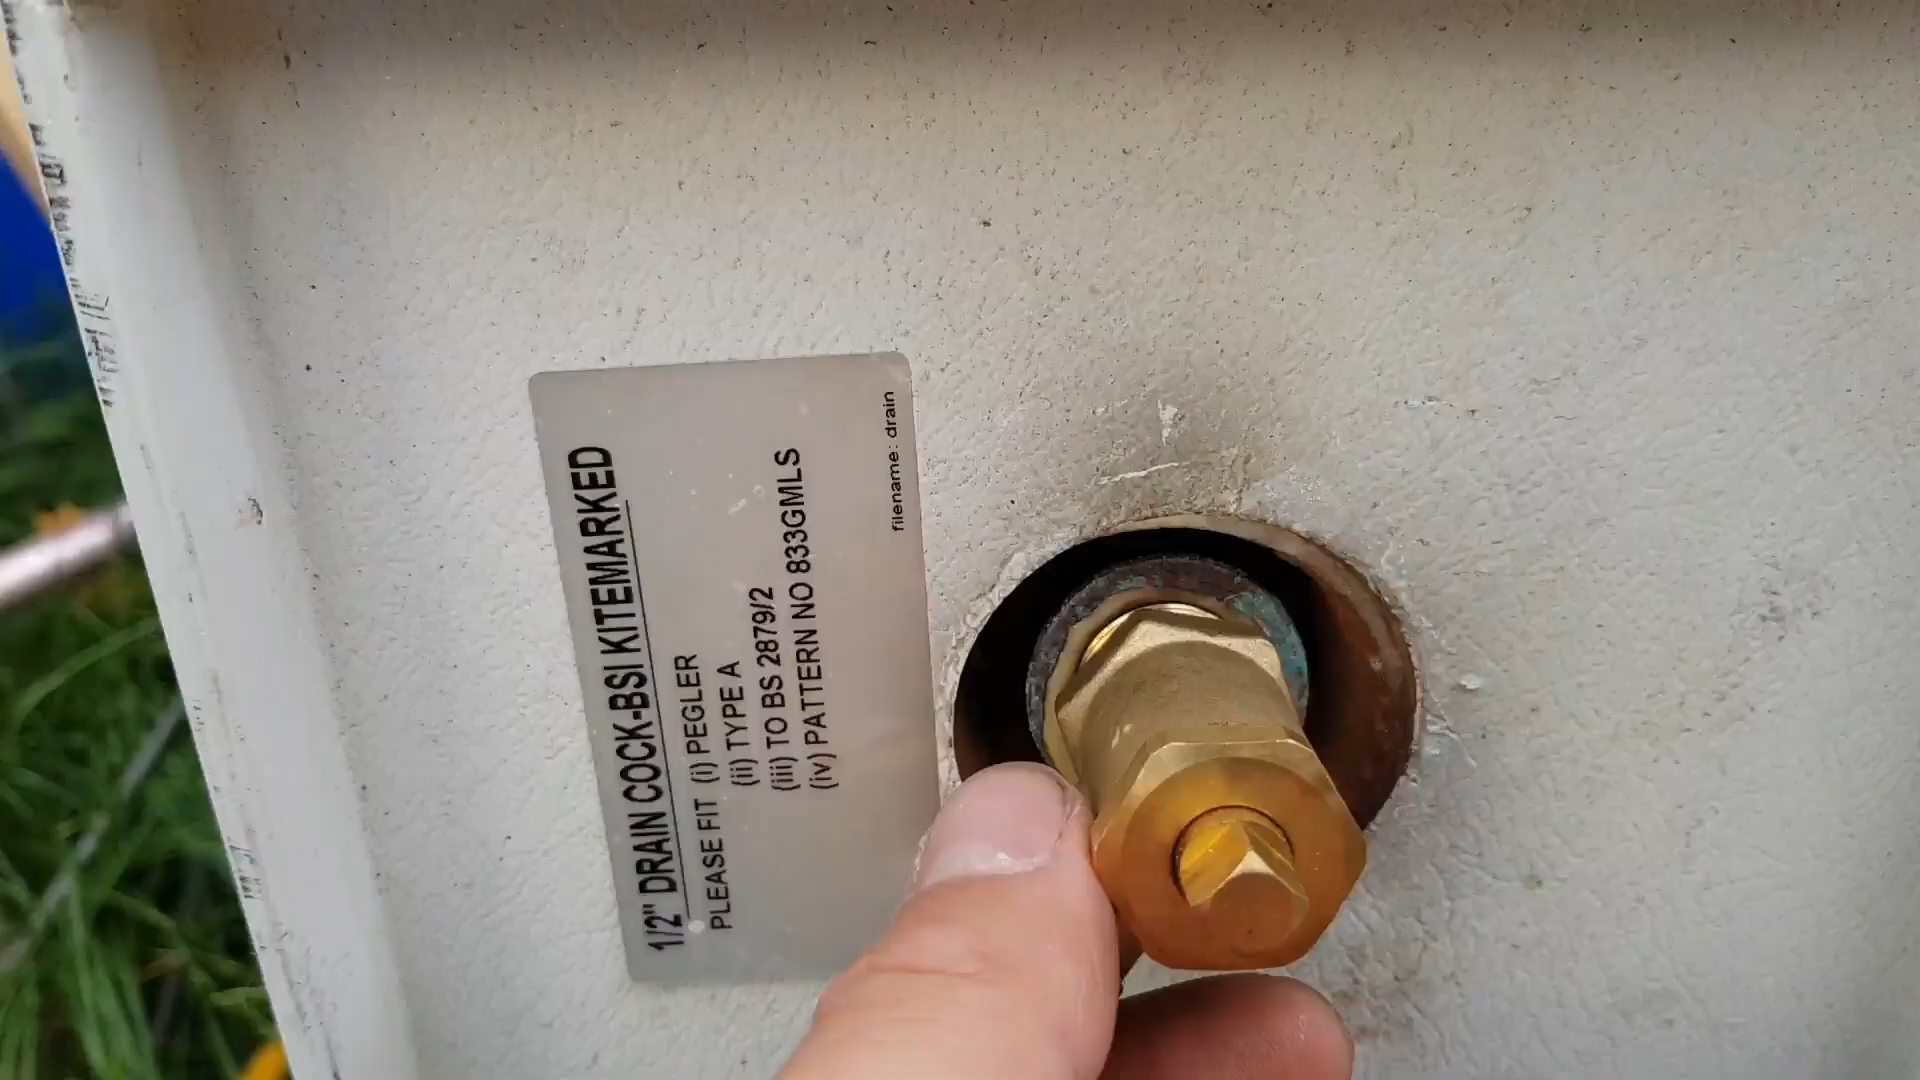 1/2" DRAIN COCK-BSI KITEMARKED
PLEASE FIT (i) PEGLER
(ii) TYPE A
(iii) TO BS 2879/2
(iv) PATTERN NO 833GMLS
filename: drain